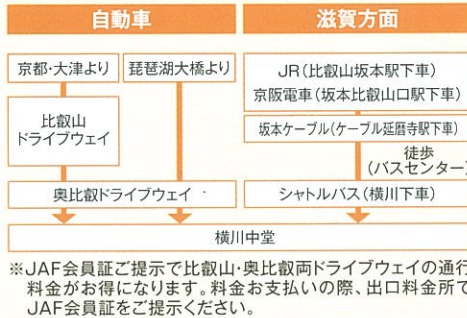 自動車
滋賀方面
京都・大津より
琵琶湖大橋より
比叡山
ドライブウェイ
奥比叡ドライブウェイ
JR(比叡山坂本駅下車)
京阪電車(坂本比叡山口駅下車)
坂本ケーブル(ケーブル延暦寺駅下車)
徒歩
(バスセンター)
シャトルバス(横川下車)
横川中堂
※JAF会員証ご提示で比叡山・奥比叡両ドライブウェイの通行
料金がお得になります。料金お支払いの際、出口料金所で
JAF会員証をご提示ください。